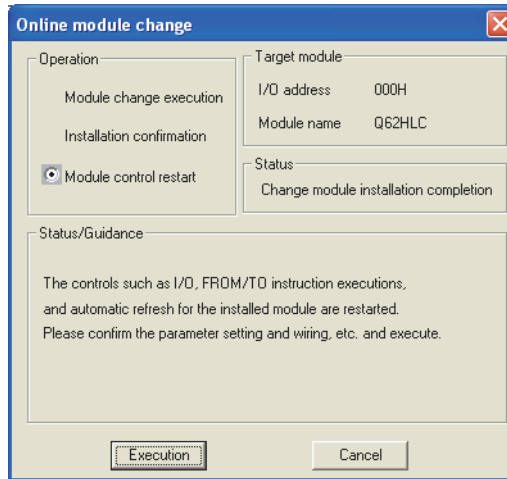 Online module change
Operation
Module change execution
Installation confirmation
Module control restart
Target module
I/O address 000H
Module name Q62HLC
Status
Change module installation completion
Status/Guidance
The controls such as I/O, FROM/TO instruction executions,
and automatic refresh for the installed module are restarted.
Please confirm the parameter setting and wiring, etc. and execute.
Execution
Cancel